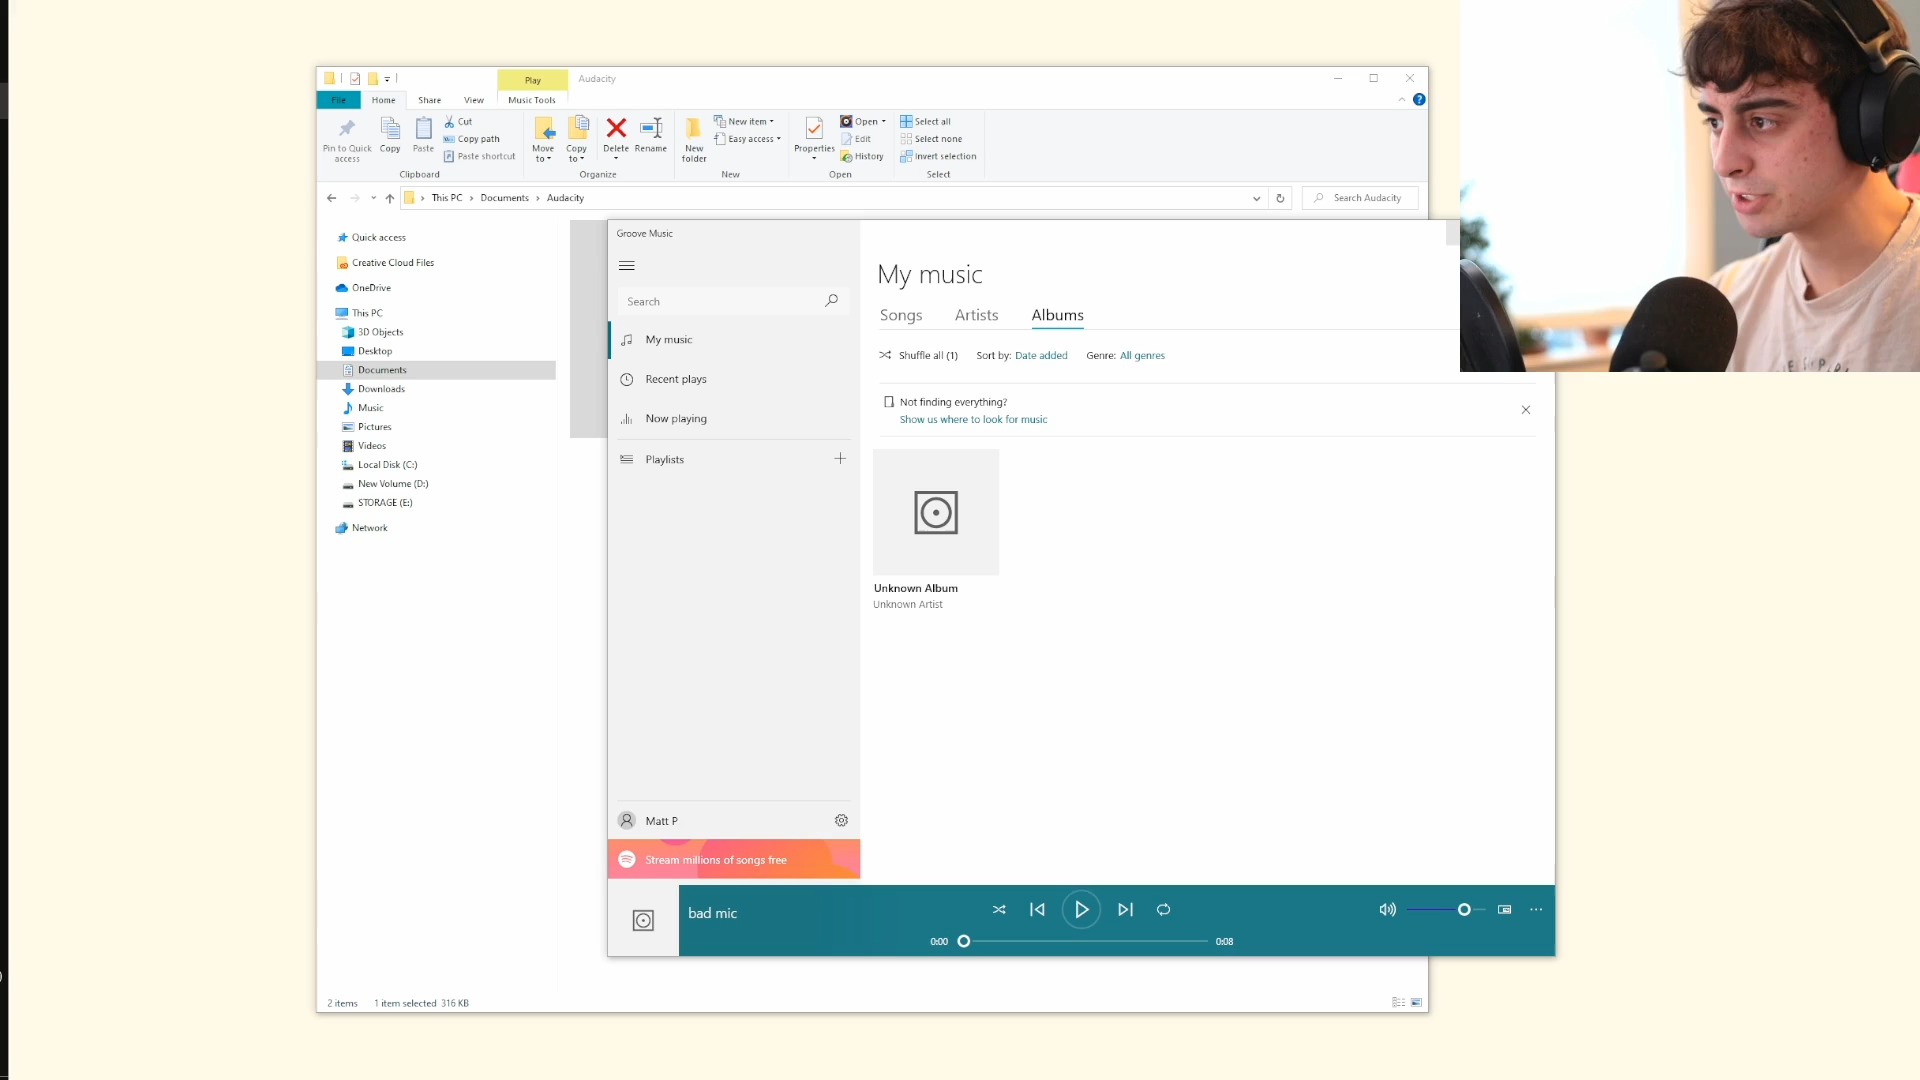 Play
Audacity
File
Home
Share
View
Music Tools
Pin to Quick
access
Copy
Paste
Cut
Copy path
Paste shortcut
Clipboard
Move
to
Copy
to
Delete
Rename
Organize
New
folder
New item
Easy access
New
Properties
Open
Edit
History
Open
Select all
Select none
Invert selection
Select
This PC
Documents
Audacity
Search Audacity
Quick access
Creative Cloud Files
OneDrive
This PC
3D Objects
Desktop
Documents
Downloads
Music
Pictures
Videos
Local Disk (C:)
New Volume (D:)
STORAGE (E:)
Network
Groove Music
Search
My music
Recent plays
Now playing
Playlists
Matt P
Stream millions of songs free
My music
Songs
Artists
Albums
Shuffle all (1)
Sort by: Date added
Genre: All genres
Not finding everything?
Show us where to look for music
Unknown Album
Unknown Artist
bad mic
0:00
0:08
2 items
1 item selected 316 KB